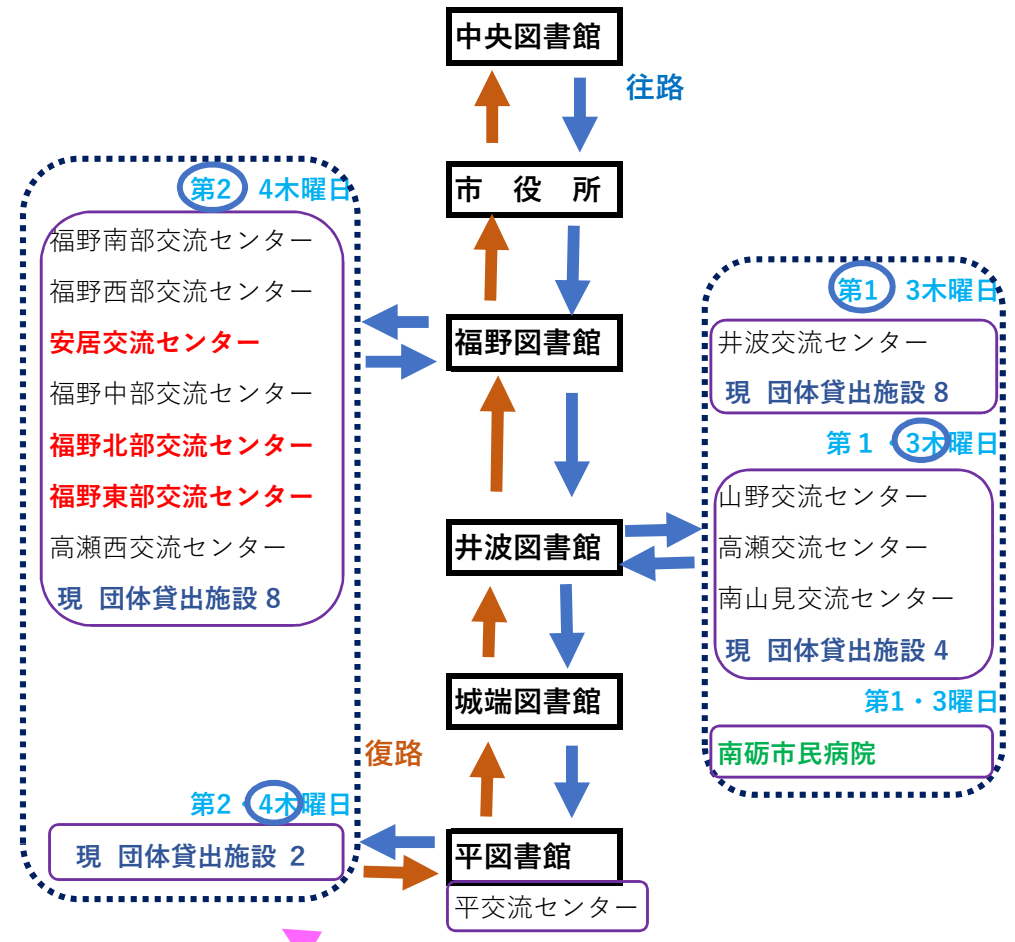 中央図書館
往路
市　役　所
福野図書館
井波図書館
城端図書館
復路
平図書館
平交流センター
第2　4木曜日
福野南部交流センター
福野西部交流センター
安居交流センター
福野中部交流センター
福野北部交流センター
福野東部交流センター
高瀬西交流センター
現　団体貸出施設 8
第2・4木曜日
現　団体貸出施設 2
第1　3木曜日
井波交流センター
現　団体貸出施設 8
第１・3木曜日
山野交流センター
高瀬交流センター
南山見交流センター
現　団体貸出施設 4
第1・3曜日
南砺市民病院